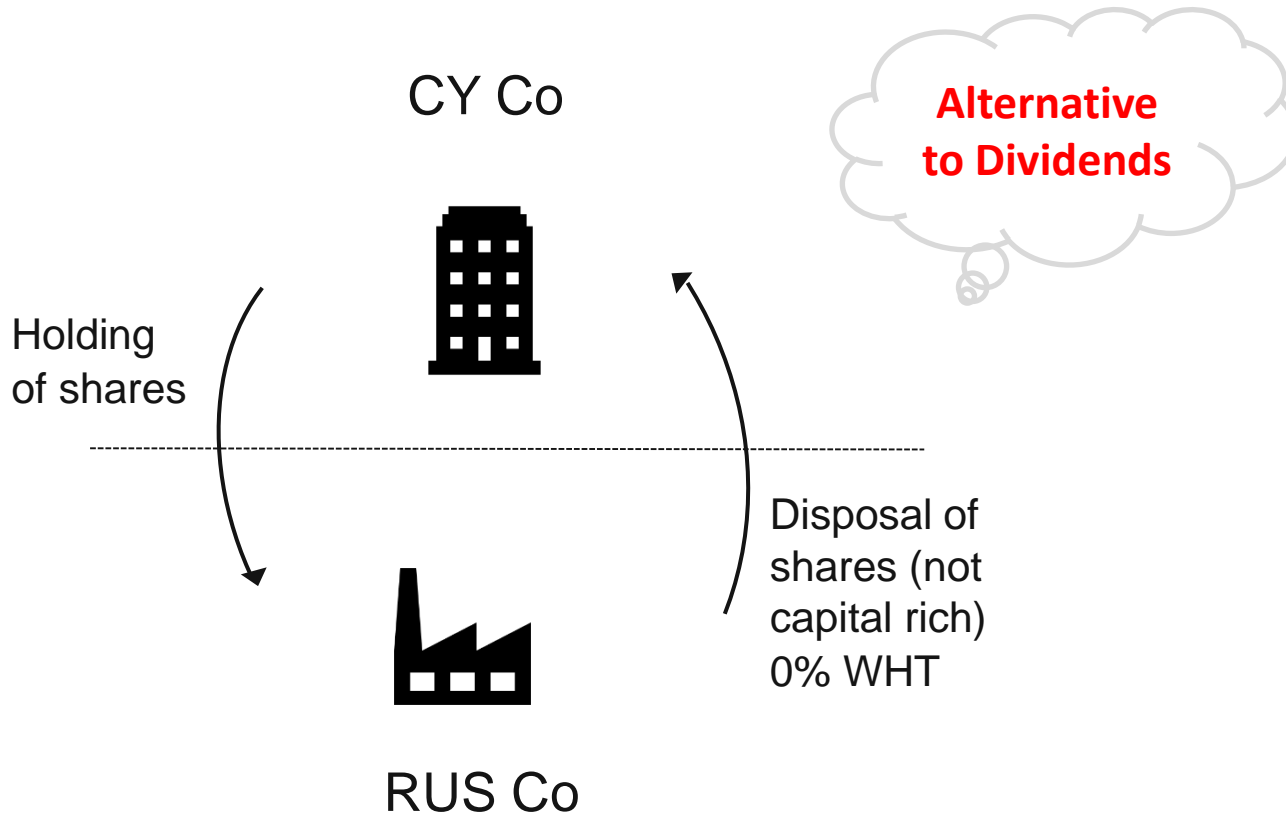 CY Co
Alternative
to Dividends
Holding
of shares
Disposal of
shares (not
capital rich)
0% WHT
RUS Co